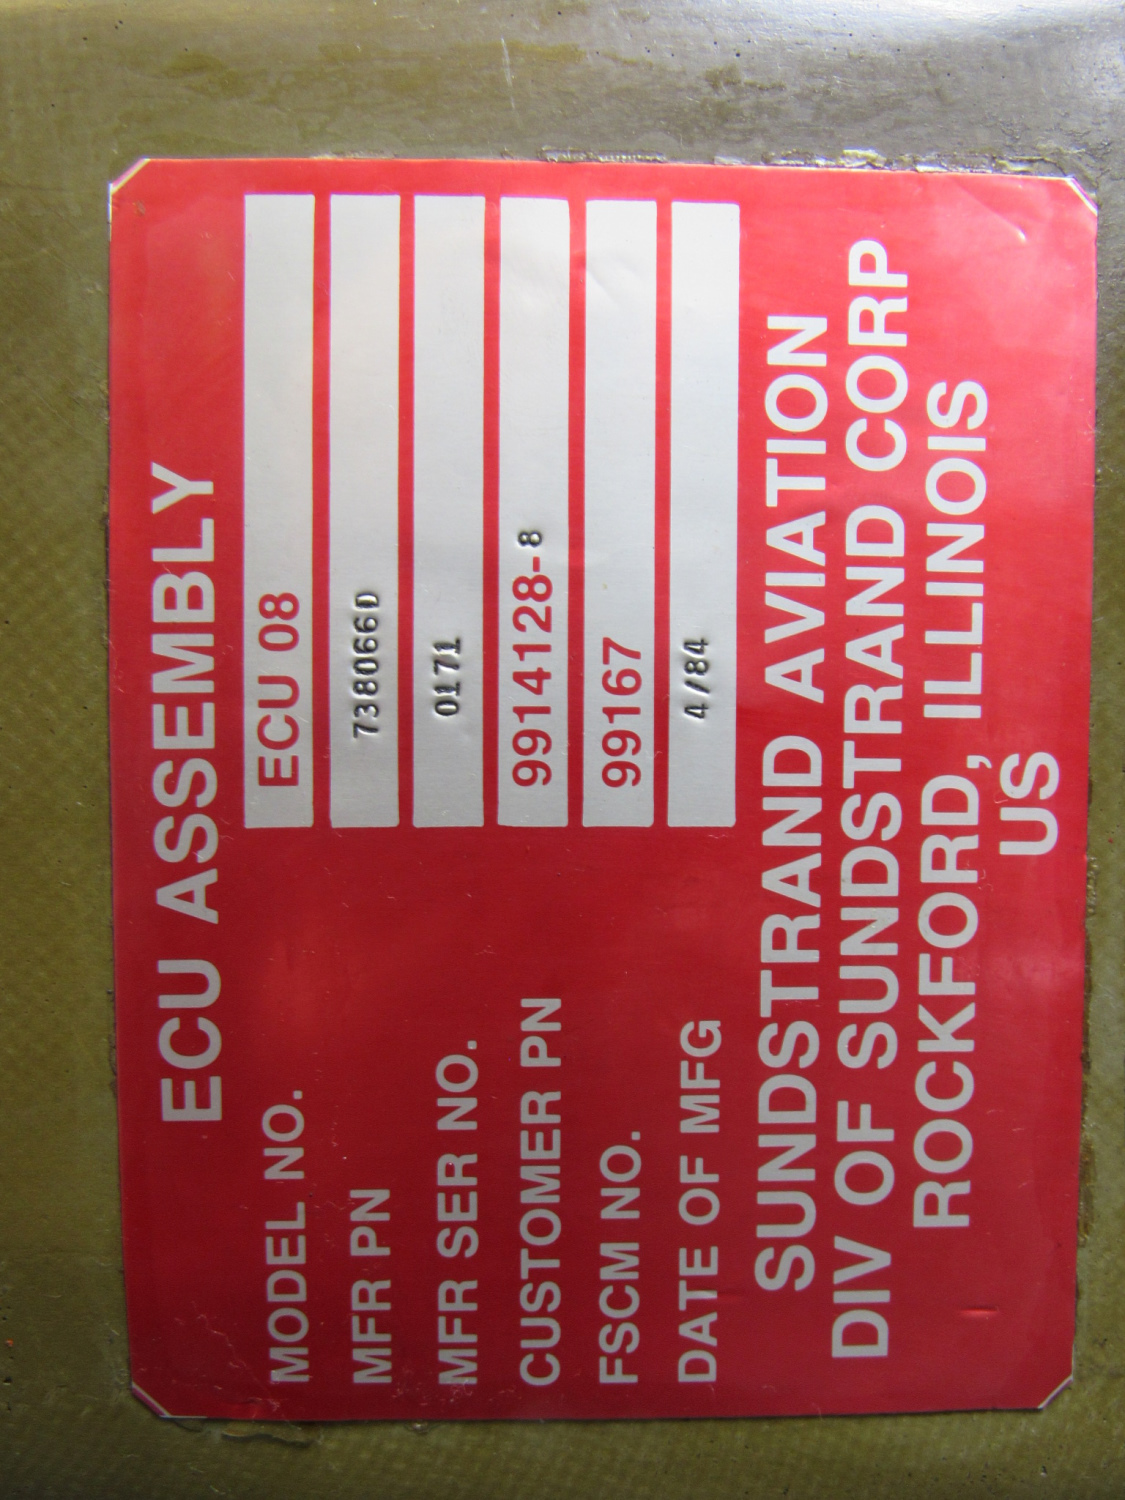 ECU ASSEMBLY
MODEL NO. ECU 08
MFR PN 738066D
MFR SER NO. 0171
CUSTOMER PN 9914128-8
FSCM NO. 99167
DATE OF MFG 4/84
SUNDSTRAND AVIATION
DIV OF SUNDSTRAND CORP
ROCKFORD, ILLINOIS
US